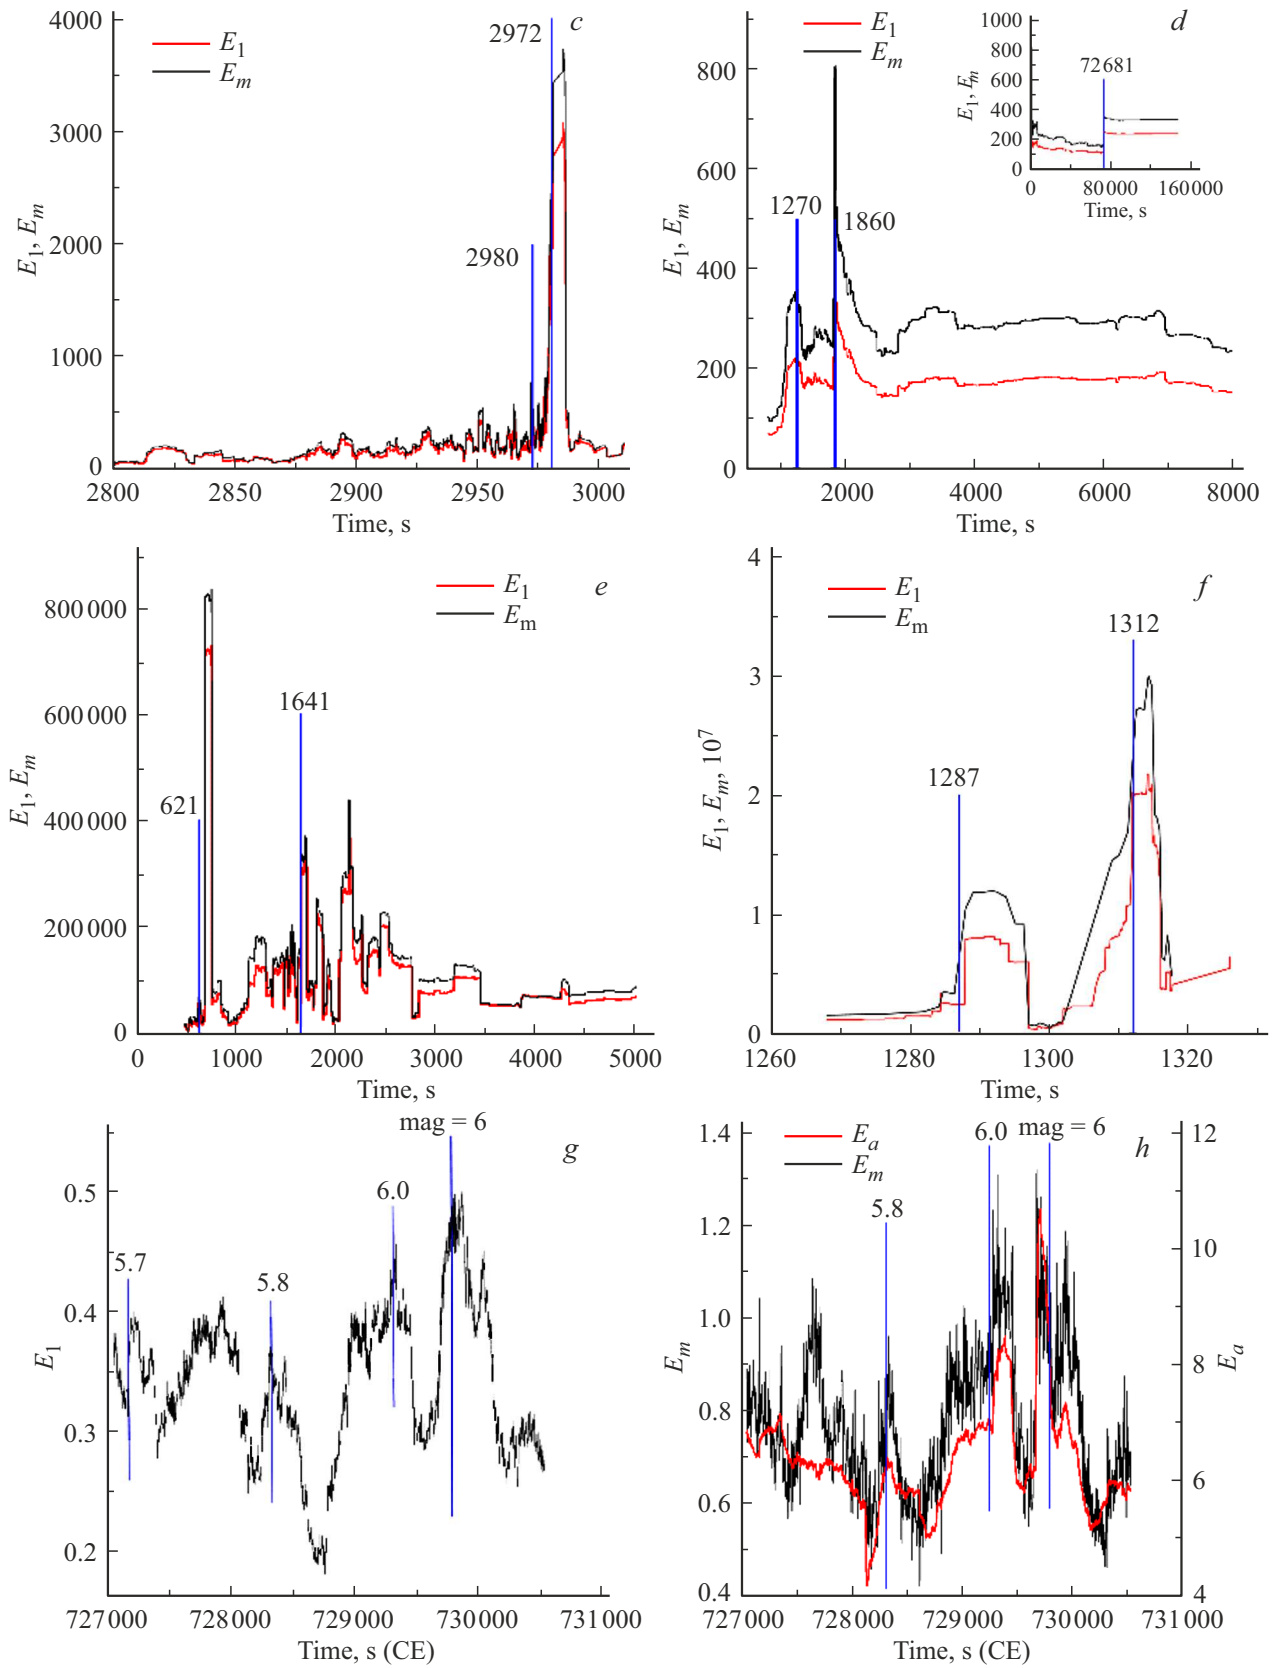 c
E1
Em
2972
2980
4000
3000
2000
1000
0
E1, Em
2800 2850 2900 2950 3000
Time, s
d
E1
Em
1270
1860
800
600
400
200
0
E1, Em
2000 4000 6000 8000
Time, s
1000
800
600
400
200
0
E1, Em
72 681
0 80 000 160 000
Time, s
e
E1
Em
621
1641
800 000
600 000
400 000
200 000
0
E1, Em
0 1000 2000 3000 4000 5000
Time, s
f
E1
Em
1287
1312
4
3
2
1
0
E1, Em, 10^7
1260 1280 1300 1320
Time, s
g
mag = 6
6.0
5.7
5.8
0.5
0.4
0.3
0.2
E1
727000 728000 729000 730000 731000
Time, s (CE)
h
Ea
Em
6.0 mag = 6
5.8
1.4
1.2
1.0
0.8
0.6
0.4
Em
12
10
8
6
4
Ea
727000 728000 729000 730000 731000
Time, s (CE)